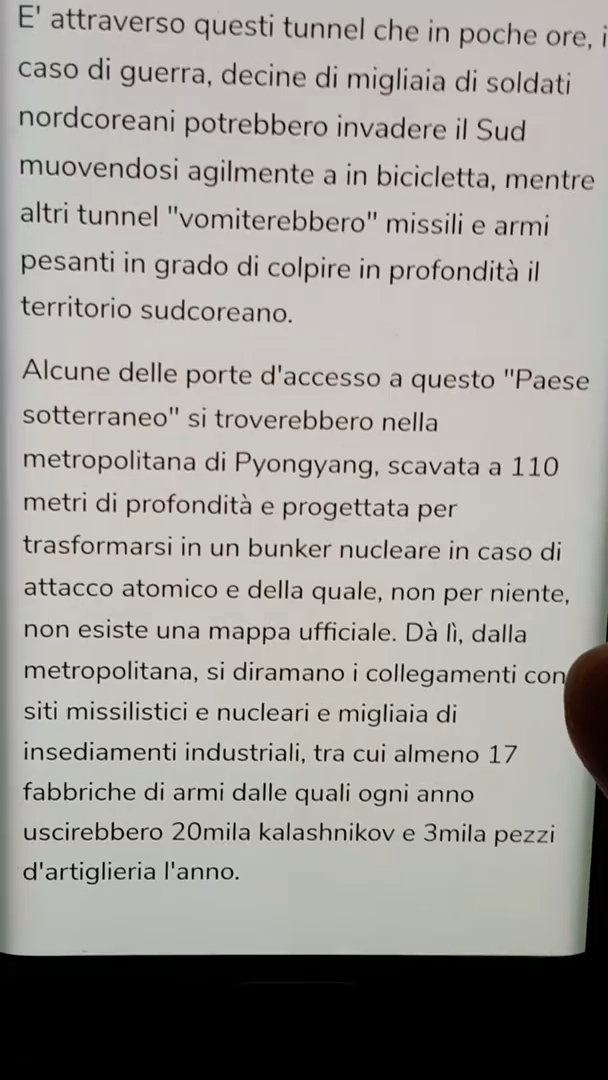 E' attraverso questi tunnel che in poche ore, i
caso di guerra, decine di migliaia di soldati
nordcoreani potrebbero invadere il Sud
muovendosi agilmente a in bicicletta, mentre
altri tunnel "vomiterebbero" missili e armi
pesanti in grado di colpire in profondità il
territorio sudcoreano.
Alcune delle porte d'accesso a questo "Paese
sotterraneo" si troverebbero nella
metropolitana di Pyongyang, scavata a 110
metri di profondità e progettata per
trasformarsi in un bunker nucleare in caso di
attacco atomico e della quale, non per niente,
non esiste una mappa ufficiale. Dà lì, dalla
metropolitana, si diramano i collegamenti con
siti missilistici e nucleari e migliaia di
insediamenti industriali, tra cui almeno 17
fabbriche di armi dalle quali ogni anno
uscirebbero 20mila kalashnikov e 3mila pezzi
d'artiglieria l'anno.